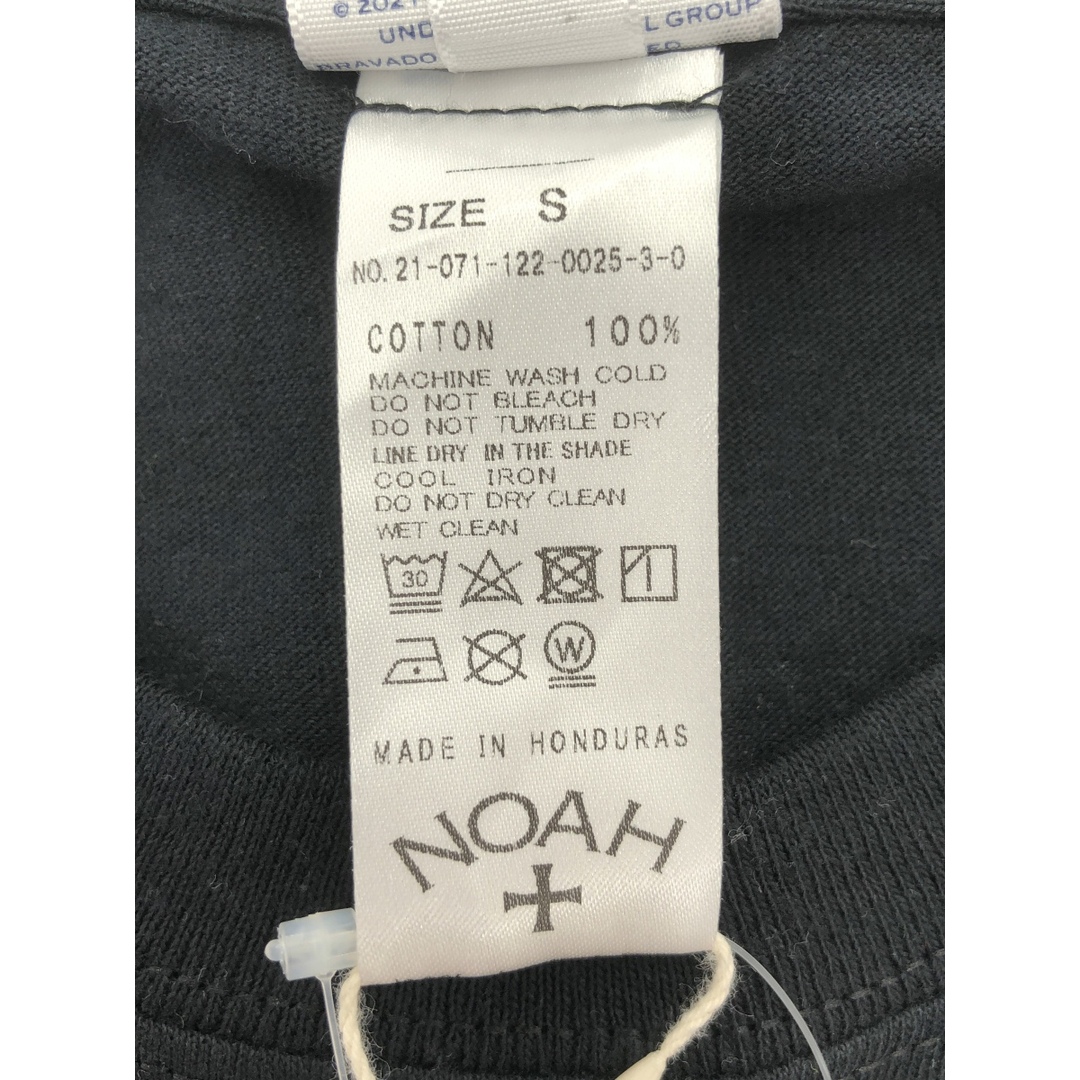 © 2021
UND L GROUP
BRAVADO
SIZE S
NO. 21-071-122-0025-3-0
COTTON 100%
MACHINE WASH COLD
DO NOT BLEACH
DO NOT TUMBLE DRY
LINE DRY IN THE SHADE
COOL IRON
DO NOT DRY CLEAN
WET CLEAN
30
W
MADE IN HONDURAS
NOAH